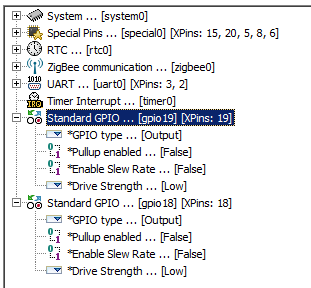 System ... [system0]
Special Pins ... [special0] [XPins: 15, 20, 5, 8, 6]
RTC ... [rtc0]
ZigBee communication ... [zigbee0]
UART ... [uart0] [XPins: 3, 2]
Timer Interrupt ... [timer0]
Standard GPIO ... [gpio19] [XPins: 19]
*GPIO type ... [Output]
*Pullup enabled ... [False]
*Enable Slew Rate ... [False]
*Drive Strength ... [Low]
Standard GPIO ... [gpio18] [XPins: 18]
*GPIO type ... [Output]
*Pullup enabled ... [False]
*Enable Slew Rate ... [False]
*Drive Strength ... [Low]